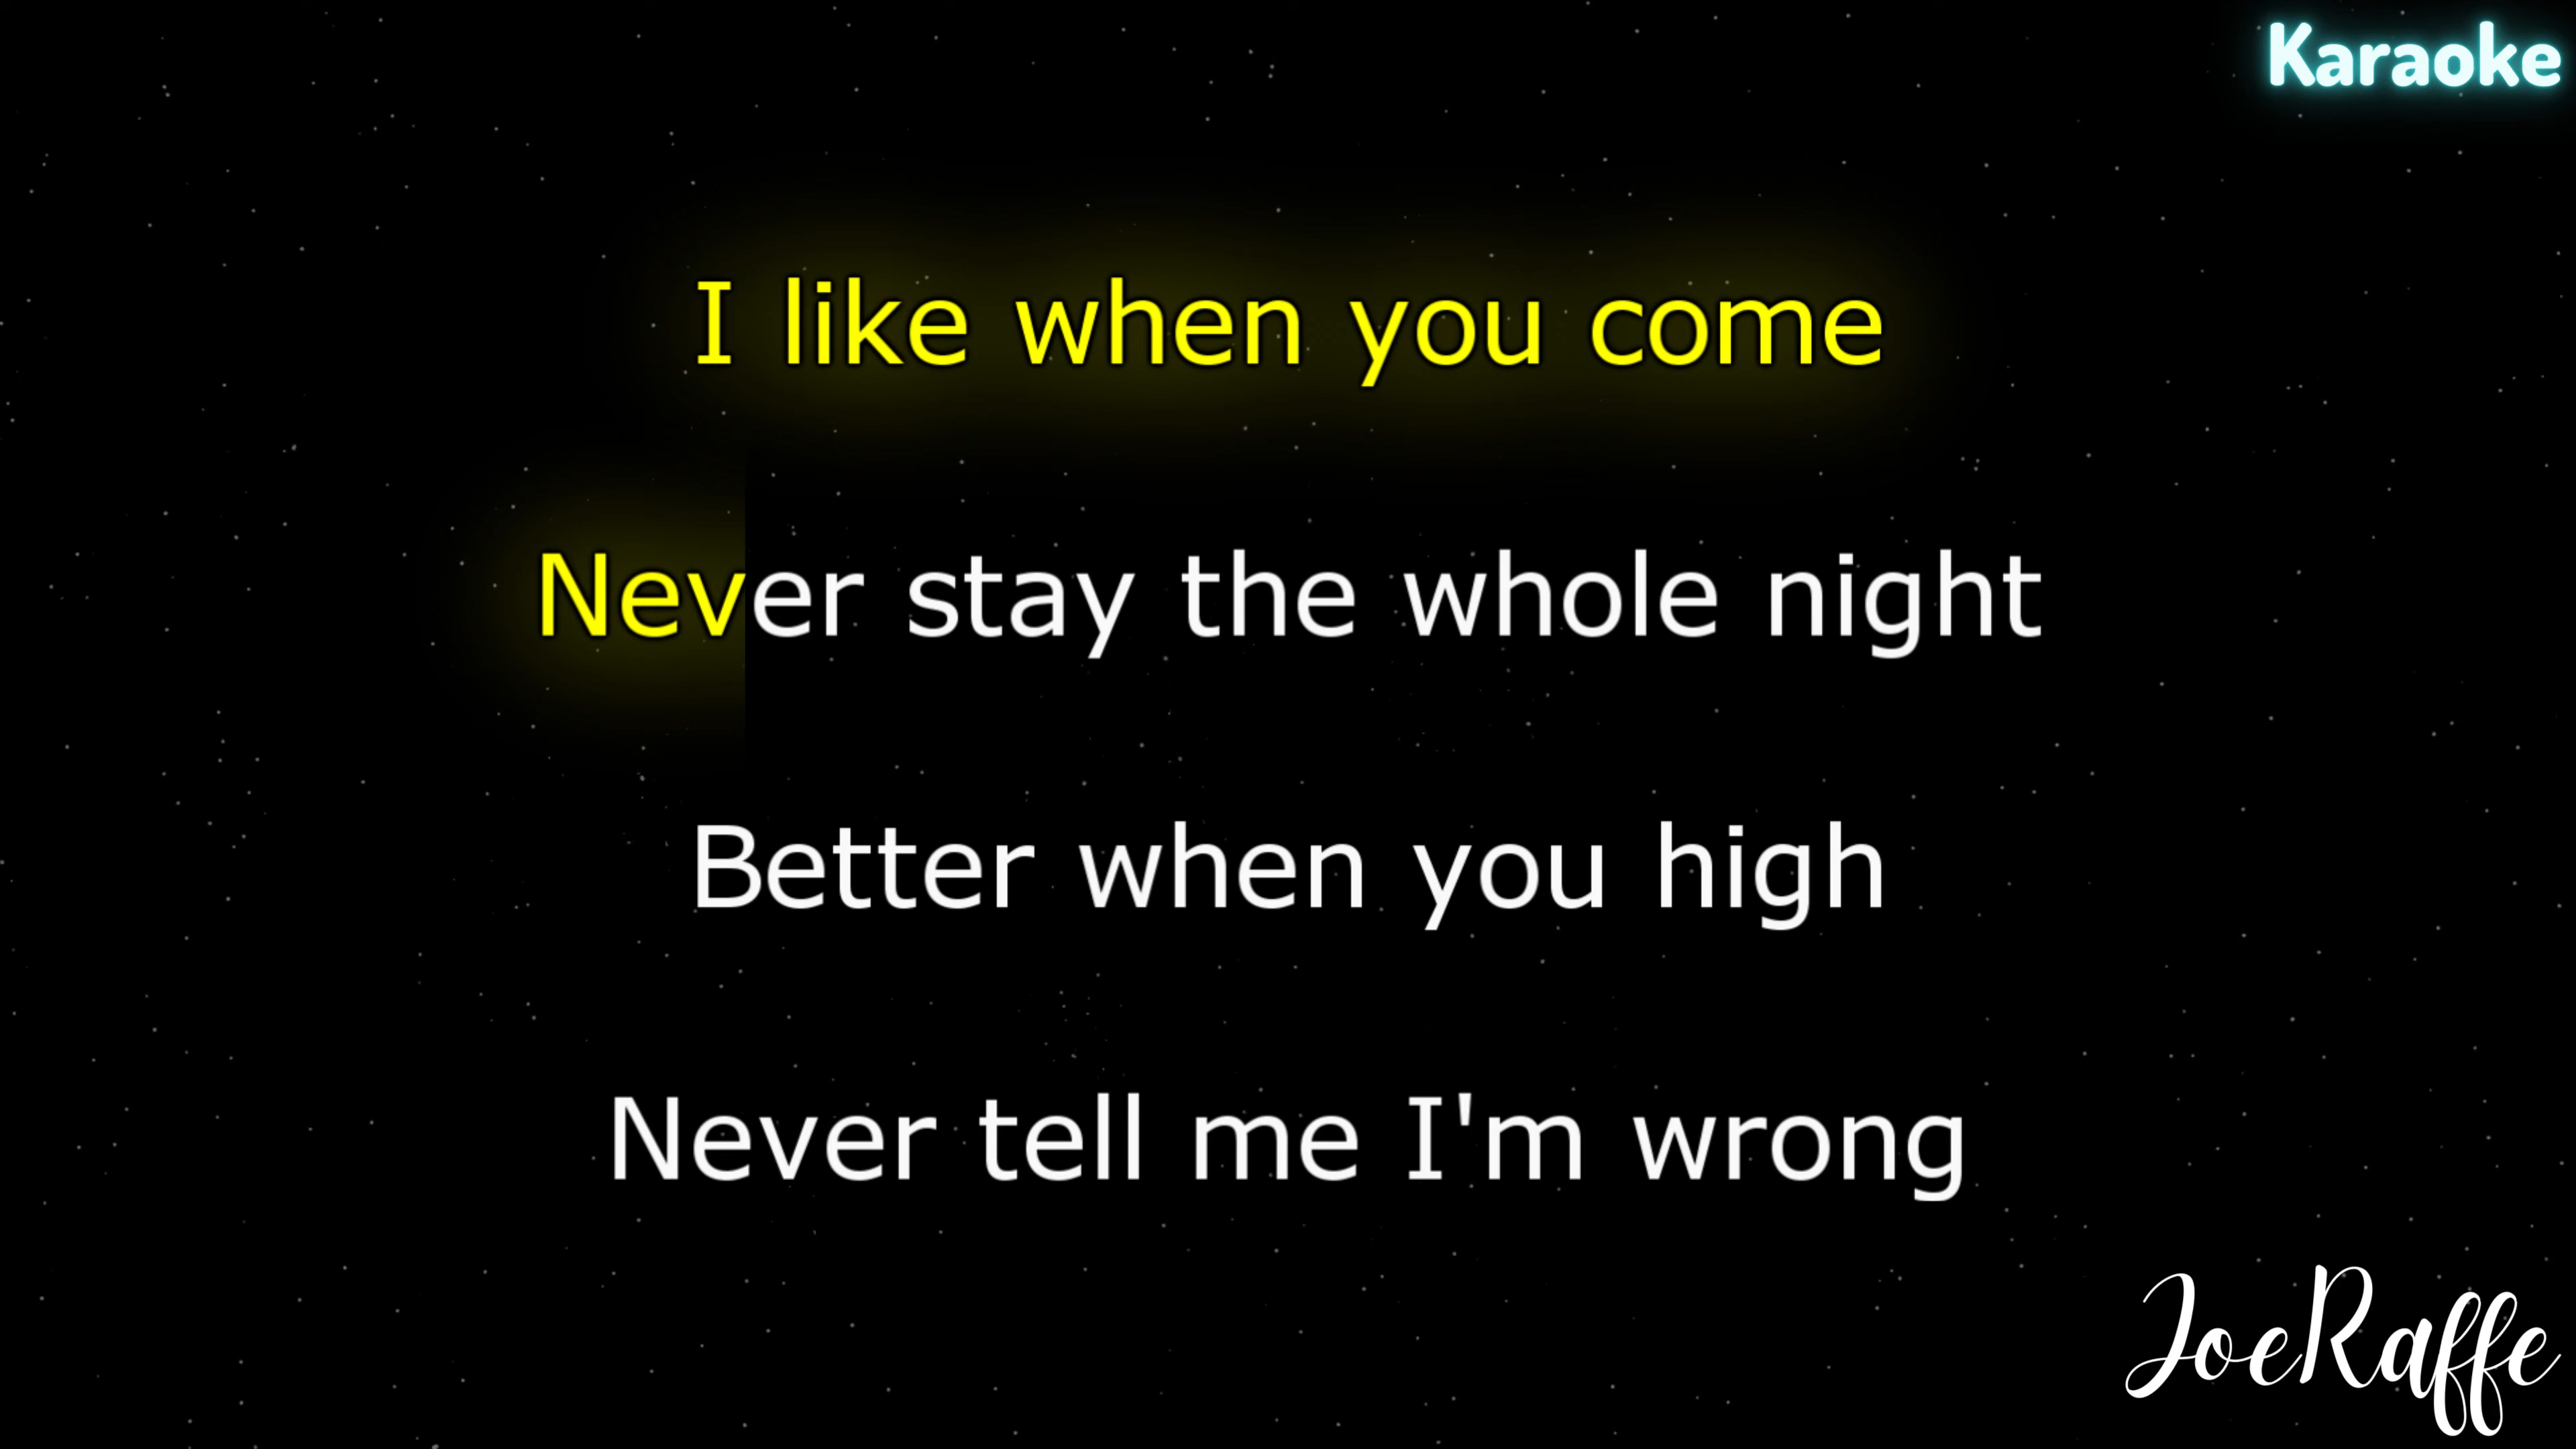 Karaoke
I like when you come
Never stay the whole night
Better when you high
Never tell me I'm wrong
JoeRaffe